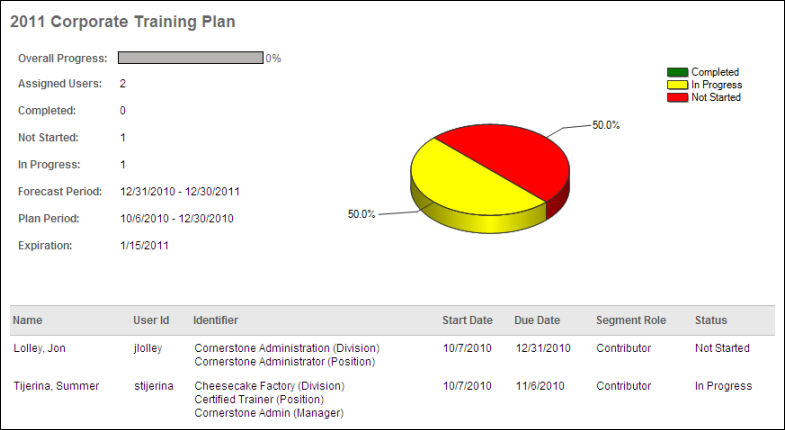 2011 Corporate Training Plan
Overall Progress: 0%
Assigned Users: 2
Completed: 0
Not Started: 1
In Progress: 1
Forecast Period: 12/31/2010 - 12/30/2011
Plan Period: 10/6/2010 - 12/30/2010
Expiration: 1/15/2011
Completed
In Progress
Not Started
50.0%
50.0%
Name User Id Identifier Start Date Due Date Segment Role Status
Lolley, Jon jlolley Cornerstone Administration (Division) 10/7/2010 12/31/2010 Contributor Not Started
Cornerstone Administrator (Position)
Tijerina, Summer stijerina Cheesecake Factory (Division) 10/7/2010 11/6/2010 Contributor In Progress
Certified Trainer (Position)
Cornerstone Admin (Manager)